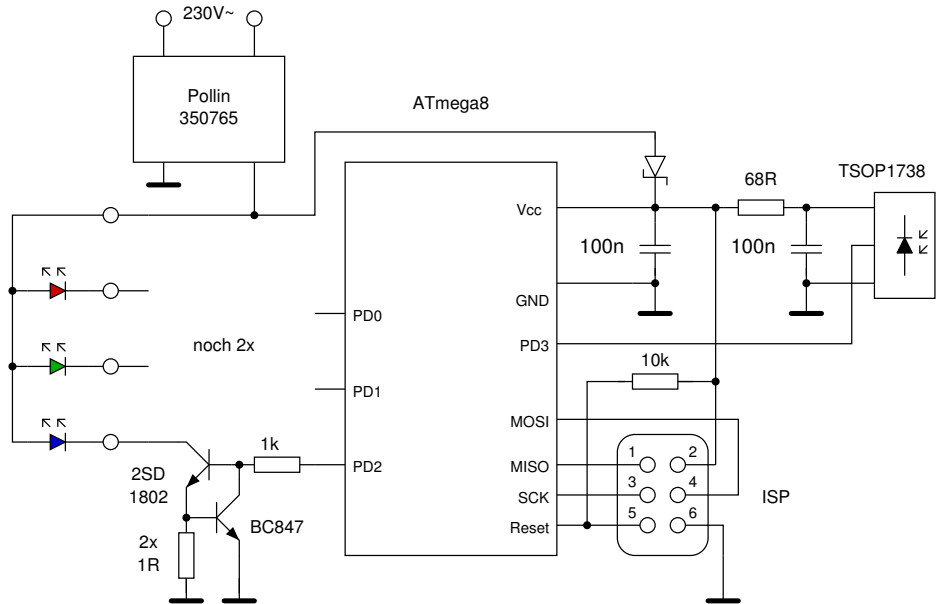 230V~
Pollin
350765
ATmega8
TSOP1738
68R
Vcc
100n
100n
GND
PD0
noch 2x
PD3
10k
PD1
MOSI
1k
2SD
1802
PD2
MISO
1
2
SCK
3
4
ISP
Reset
5
6
BC847
2x
1R